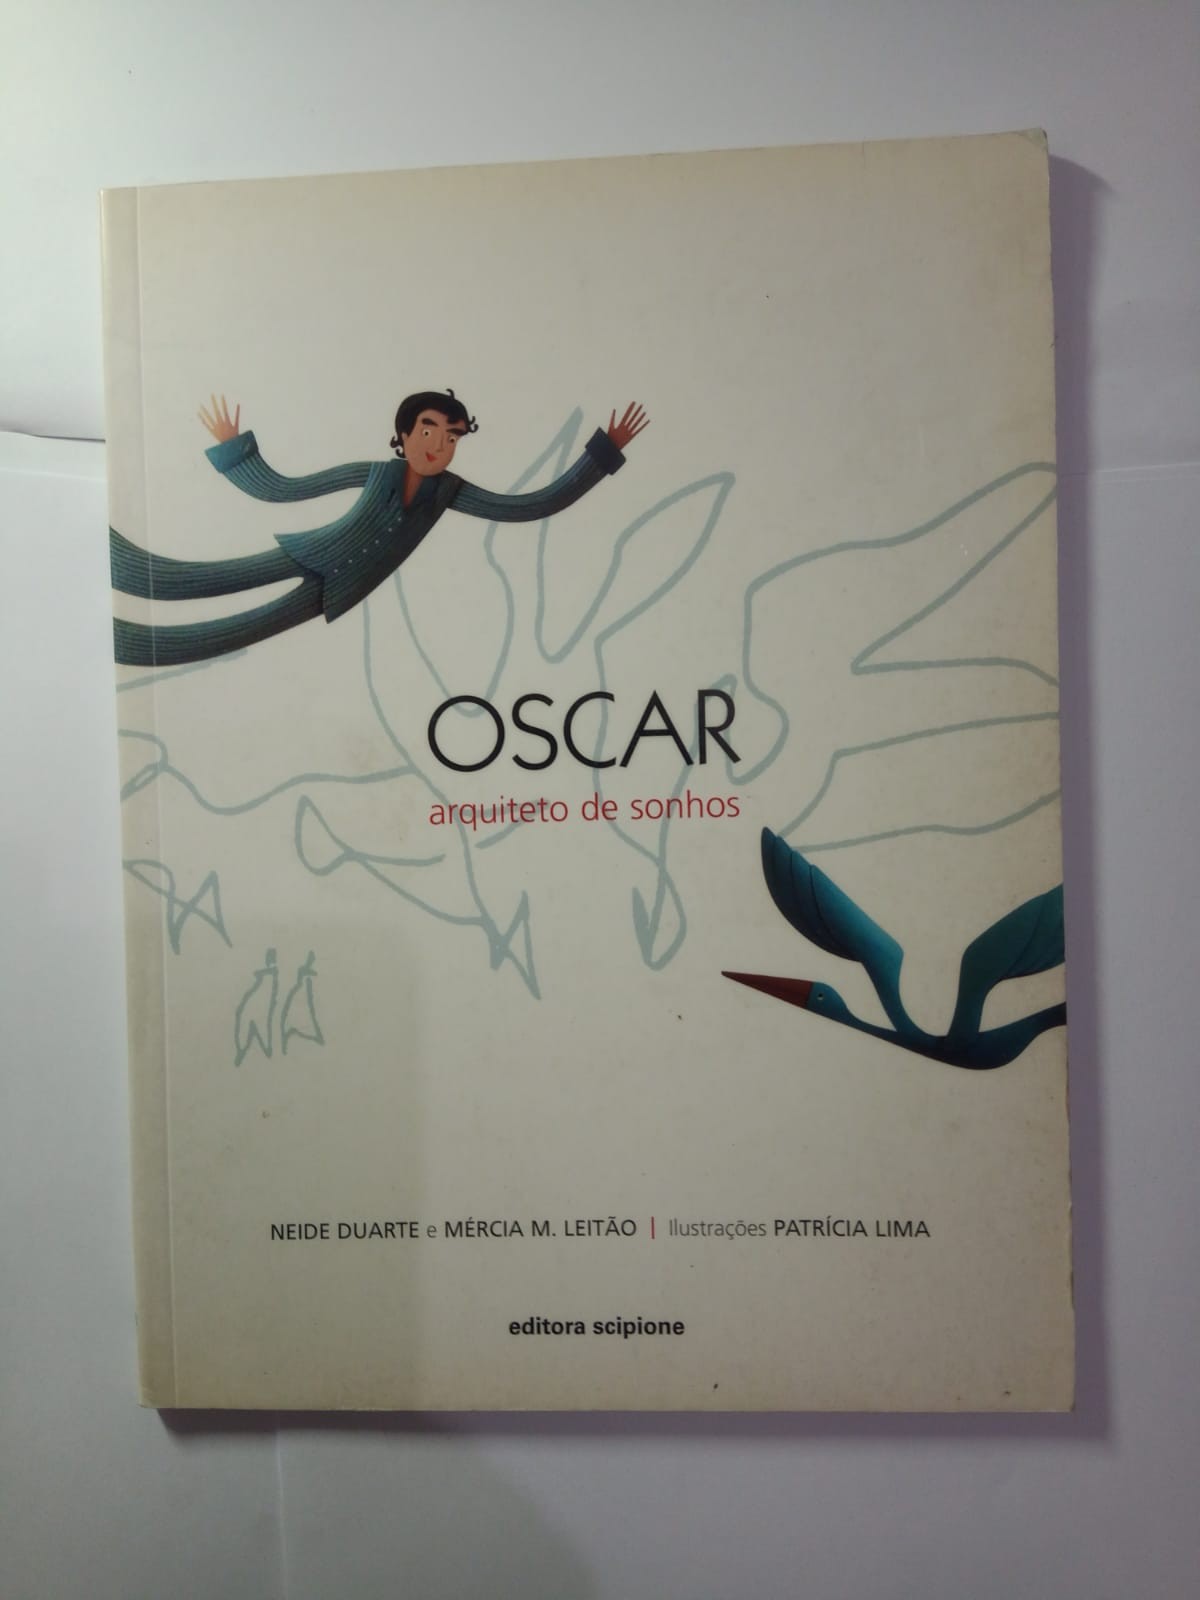 OSCAR
arquiteto de sonhos
NEIDE DUARTE e MÉRCIA M. LEITÃO | Ilustrações PATRÍCIA LIMA
editora scipione